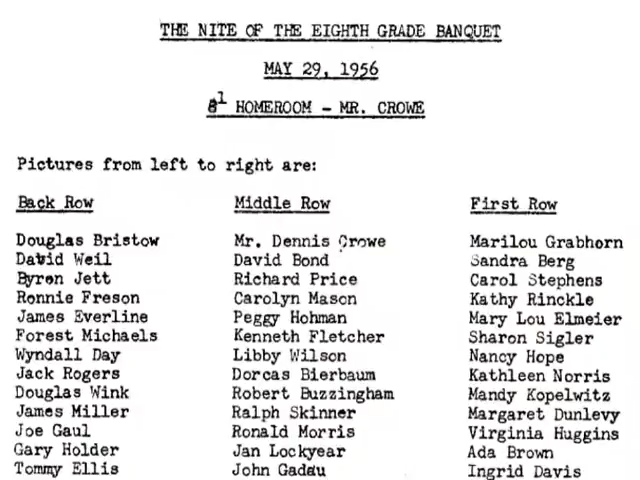 THE NITE OF THE EIGHTH GRADE BANQUET
MAY 29, 1956
8¹ HOMEROOM - MR. CROWE
Pictures from left to right are:
Back Row Middle Row First Row
Douglas Bristow Mr. Dennis Crowe Marilou Grabhorn
David Weil David Bond Sandra Berg
Byron Jett Richard Price Carol Stephens
Ronnie Freson Carolyn Mason Kathy Rinckle
James Everline Peggy Hohman Mary Lou Elmeier
Forest Michaels Kenneth Fletcher Sharon Sigler
Wyndall Day Libby Wilson Nancy Hope
Jack Rogers Dorcas Bierbaum Kathleen Norris
Douglas Wink Robert Buzzingham Mandy Kopelwitz
James Miller Ralph Skinner Margaret Dunlevy
Joe Gaul Ronald Morris Virginia Huggins
Gary Holder Jan Lockyear Ada Brown
Tommy Ellis John Gaddu Ingrid Davis